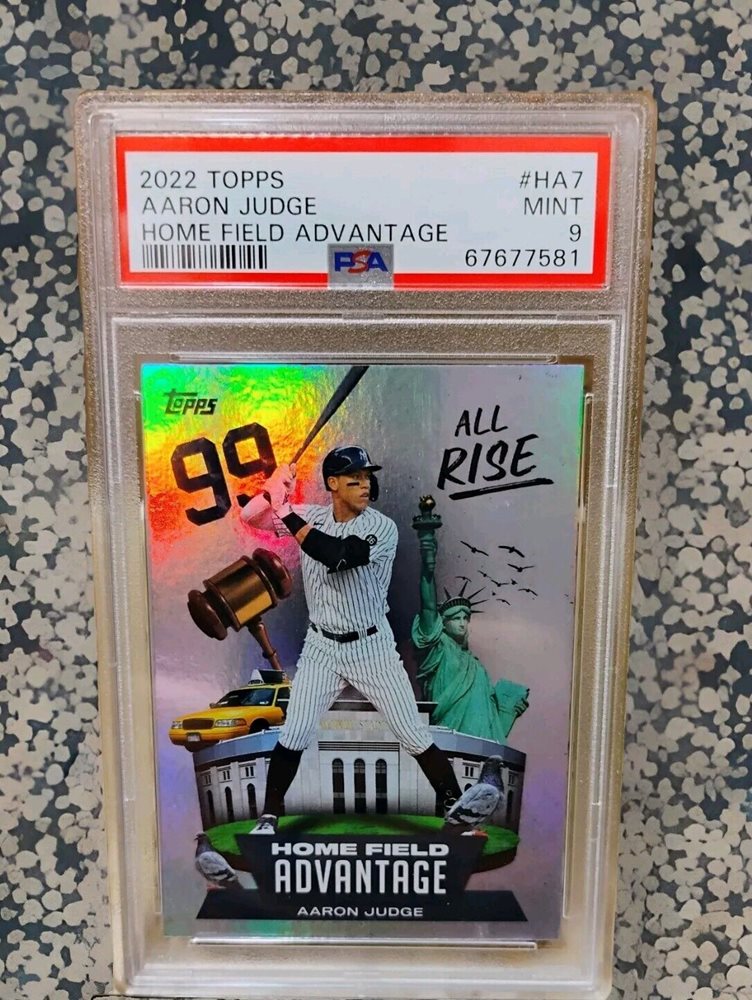 2022 TOPPS #HA7
AARON JUDGE MINT
HOME FIELD ADVANTAGE 9
PSA 67677581
TOPPS
99
ALL
RISE
HOME FIELD
ADVANTAGE
AARON JUDGE